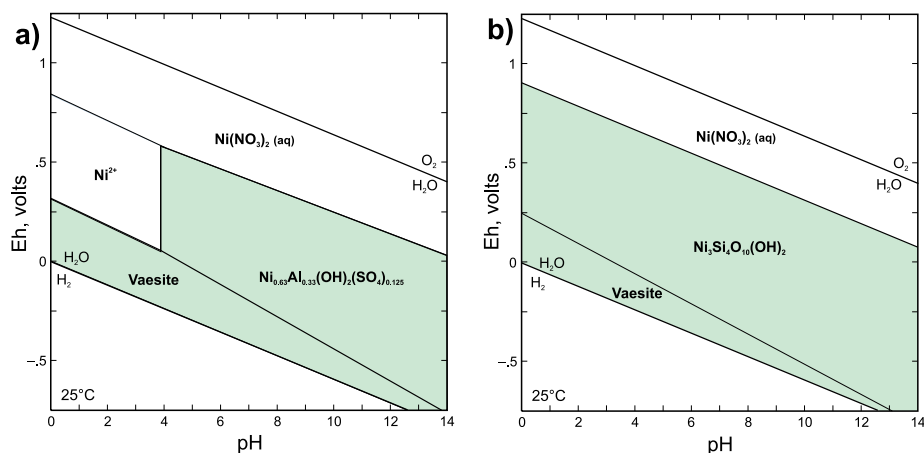 a)
1
.5
0
–.5
Eh, volts
Ni(NO₃)₂ (aq)
O₂
H₂O
Ni²⁺
H₂O
H₂
Vaesite
Ni₀.₆₃Al₀.₃₃(OH)₂(SO₄)₀.₁₂₅
25°C
0 2 4 6 8 10 12 14
pH
b)
1
.5
0
–.5
Eh, volts
Ni(NO₃)₂ (aq)
O₂
H₂O
Ni₃Si₄O₁₀(OH)₂
H₂O
H₂
Vaesite
25°C
0 2 4 6 8 10 12 14
pH